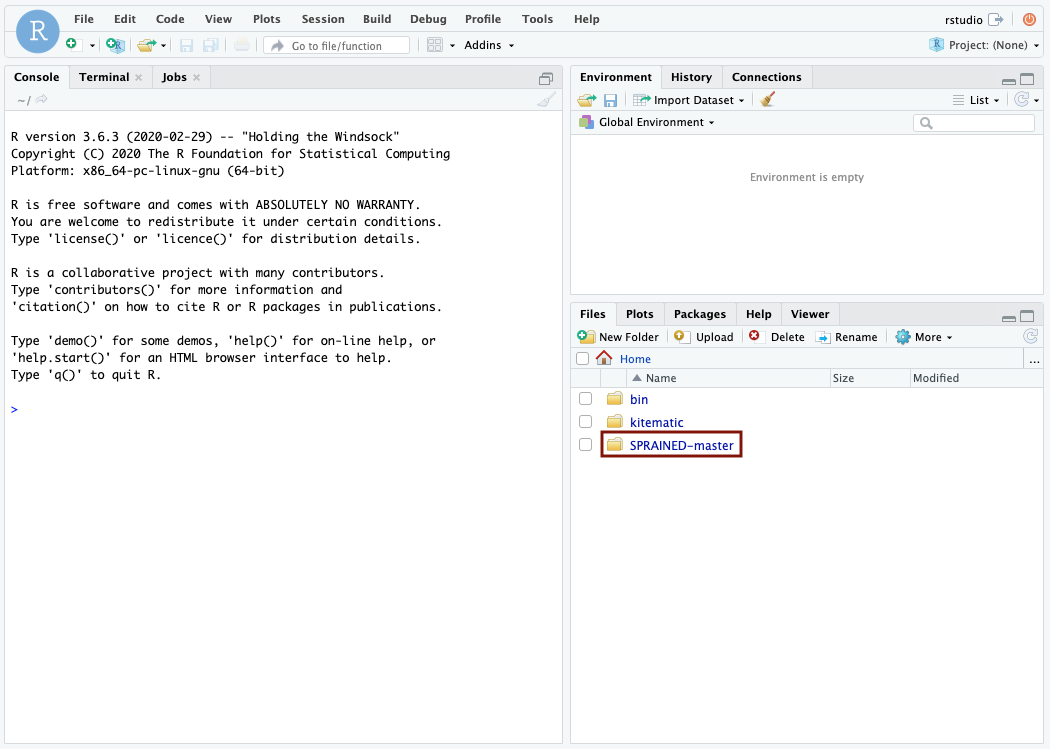 R
File Edit Code View Plots Session Build Debug Profile Tools Help
rstudio
Go to file/function
Addins
Project: (None)
Console Terminal Jobs
~/
R version 3.6.3 (2020-02-29) -- "Holding the Windsock"
Copyright (C) 2020 The R Foundation for Statistical Computing
Platform: x86_64-pc-linux-gnu (64-bit)
R is free software and comes with ABSOLUTELY NO WARRANTY.
You are welcome to redistribute it under certain conditions.
Type 'license()' or 'licence()' for distribution details.
R is a collaborative project with many contributors.
Type 'contributors()' for more information and
'citation()' on how to cite R or R packages in publications.
Type 'demo()' for some demos, 'help()' for on-line help, or
'help.start()' for an HTML browser interface to help.
Type 'q()' to quit R.
>
Environment History Connections
Import Dataset
List
Global Environment
Environment is empty
Files Plots Packages Help Viewer
New Folder Upload Delete Rename More
Home ...
Name Size Modified
bin
kitematic
SPRAINED-master